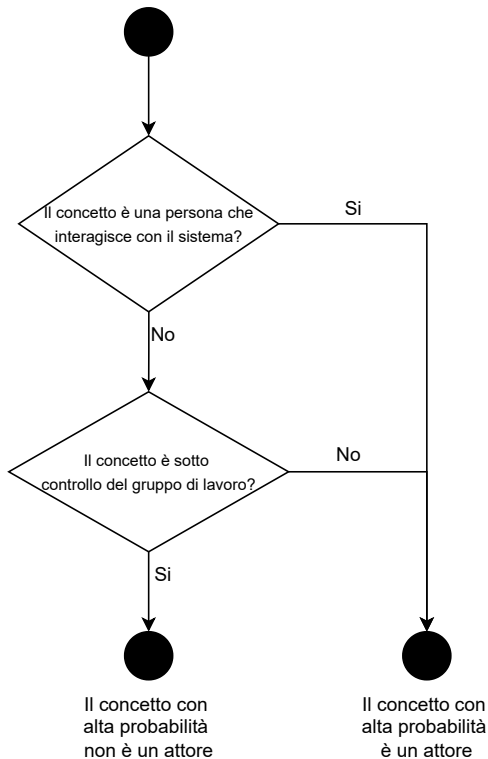 Il concetto è una persona che
interagisce con il sistema?
Si
No
Il concetto è sotto
controllo del gruppo di lavoro?
No
Si
Il concetto con
alta probabilità
non è un attore
Il concetto con
alta probabilità
è un attore